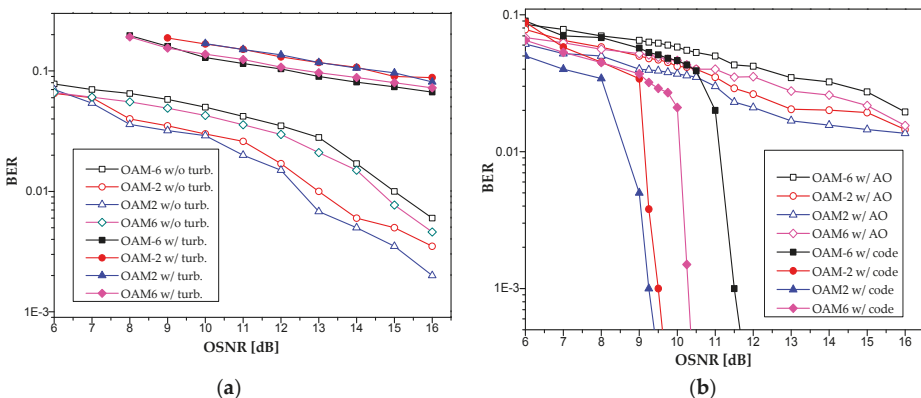 0.1
0.01
1E-3
BER
6 7 8 9 10 11 12 13 14 15 16
OSNR [dB]
OAM-6 w/o turb.
OAM-2 w/o turb.
OAM2 w/o turb.
OAM6 w/o turb.
OAM-6 w/ turb.
OAM-2 w/ turb.
OAM2 w/ turb.
OAM6 w/ turb.
(a)
0.1
0.01
1E-3
BER
6 7 8 9 10 11 12 13 14 15 16
OSNR [dB]
OAM-6 w/ AO
OAM-2 w/ AO
OAM2 w/ AO
OAM6 w/ AO
OAM-6 w/ code
OAM-2 w/ code
OAM2 w/ code
OAM6 w/ code
(b)